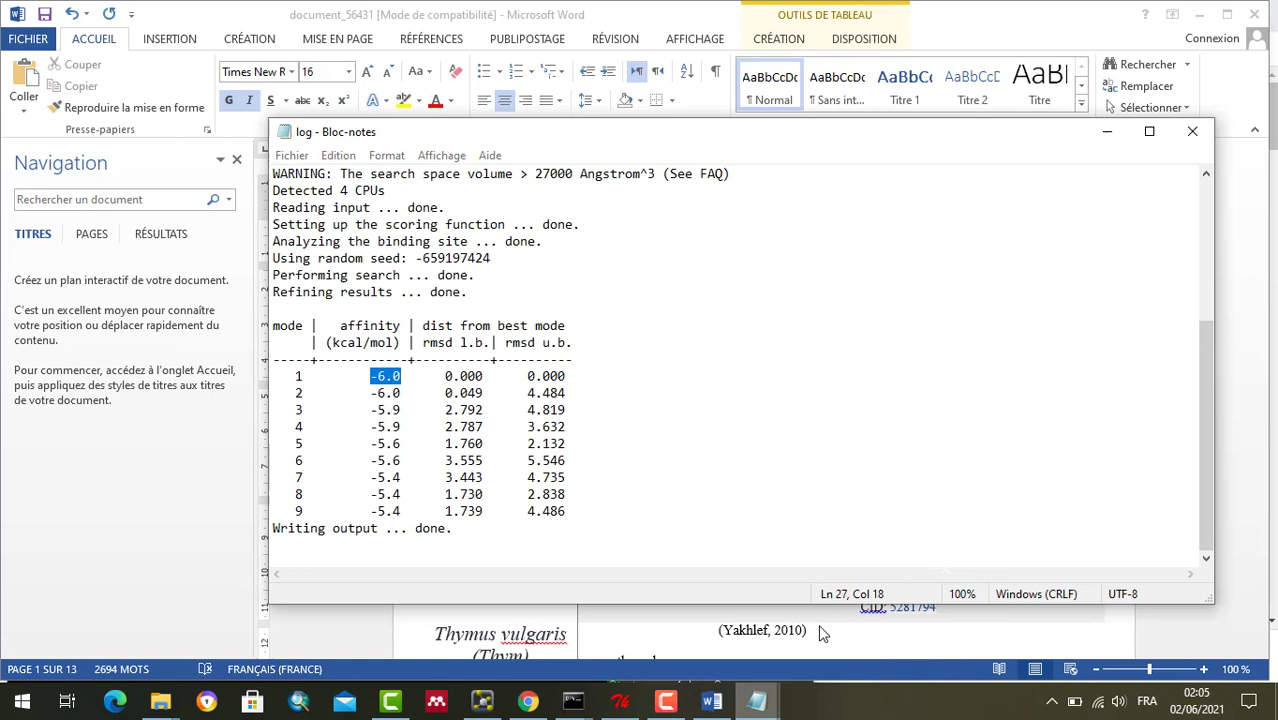 document_56431 [Mode de compatibilité] - Microsoft Word
OUTILS DE TABLEAU
?
FICHIER
ACCUEIL
INSERTION
CRÉATION
MISE EN PAGE
RÉFÉRENCES
PUBLIPOSTAGE
RÉVISION
AFFICHAGE
CRÉATION
DISPOSITION
Connexion
Coller
Couper
Copier
Reproduire la mise en forme
Presse-papiers
Times New R
16
Aa
G I S abc x₂ x² A A
AaBbCcDc
¶ Normal
AaBbCcDc
¶ Sans int...
AaBbCc
Titre 1
AaBbCcD
Titre 2
AaBbC
Titre
Rechercher
Remplacer
Sélectionner
Navigation
Rechercher un document
TITRES
PAGES
RÉSULTATS
Créez un plan interactif de votre document.
C'est un excellent moyen pour connaître
votre position ou déplacer rapidement du
contenu.
Pour commencer, accédez à l'onglet Accueil,
puis appliquez des styles de titres aux titres
de votre document.
log - Bloc-notes
Fichier Edition Format Affichage Aide
WARNING: The search space volume > 27000 Angstrom^3 (See FAQ)
Detected 4 CPUs
Reading input ... done.
Setting up the scoring function ... done.
Analyzing the binding site ... done.
Using random seed: -659197424
Performing search ... done.
Refining results ... done.
mode | affinity | dist from best mode
| (kcal/mol) | rmsd l.b.| rmsd u.b.
-----+------------+----------+----------
1 -6.0 0.000 0.000
2 -6.0 0.049 4.484
3 -5.9 2.792 4.819
4 -5.9 2.787 3.632
5 -5.6 1.760 2.132
6 -5.6 3.555 5.546
7 -5.4 3.443 4.735
8 -5.4 1.730 2.838
9 -5.4 1.739 4.486
Writing output ... done.
Ln 27, Col 18
100%
Windows (CRLF)
UTF-8
CID: 5281794
(Yakhlef, 2010)
Thymus vulgaris
(Thym)
PAGE 1 SUR 13
2694 MOTS
FRANÇAIS (FRANCE)
100 %
FRA
02:05
02/06/2021